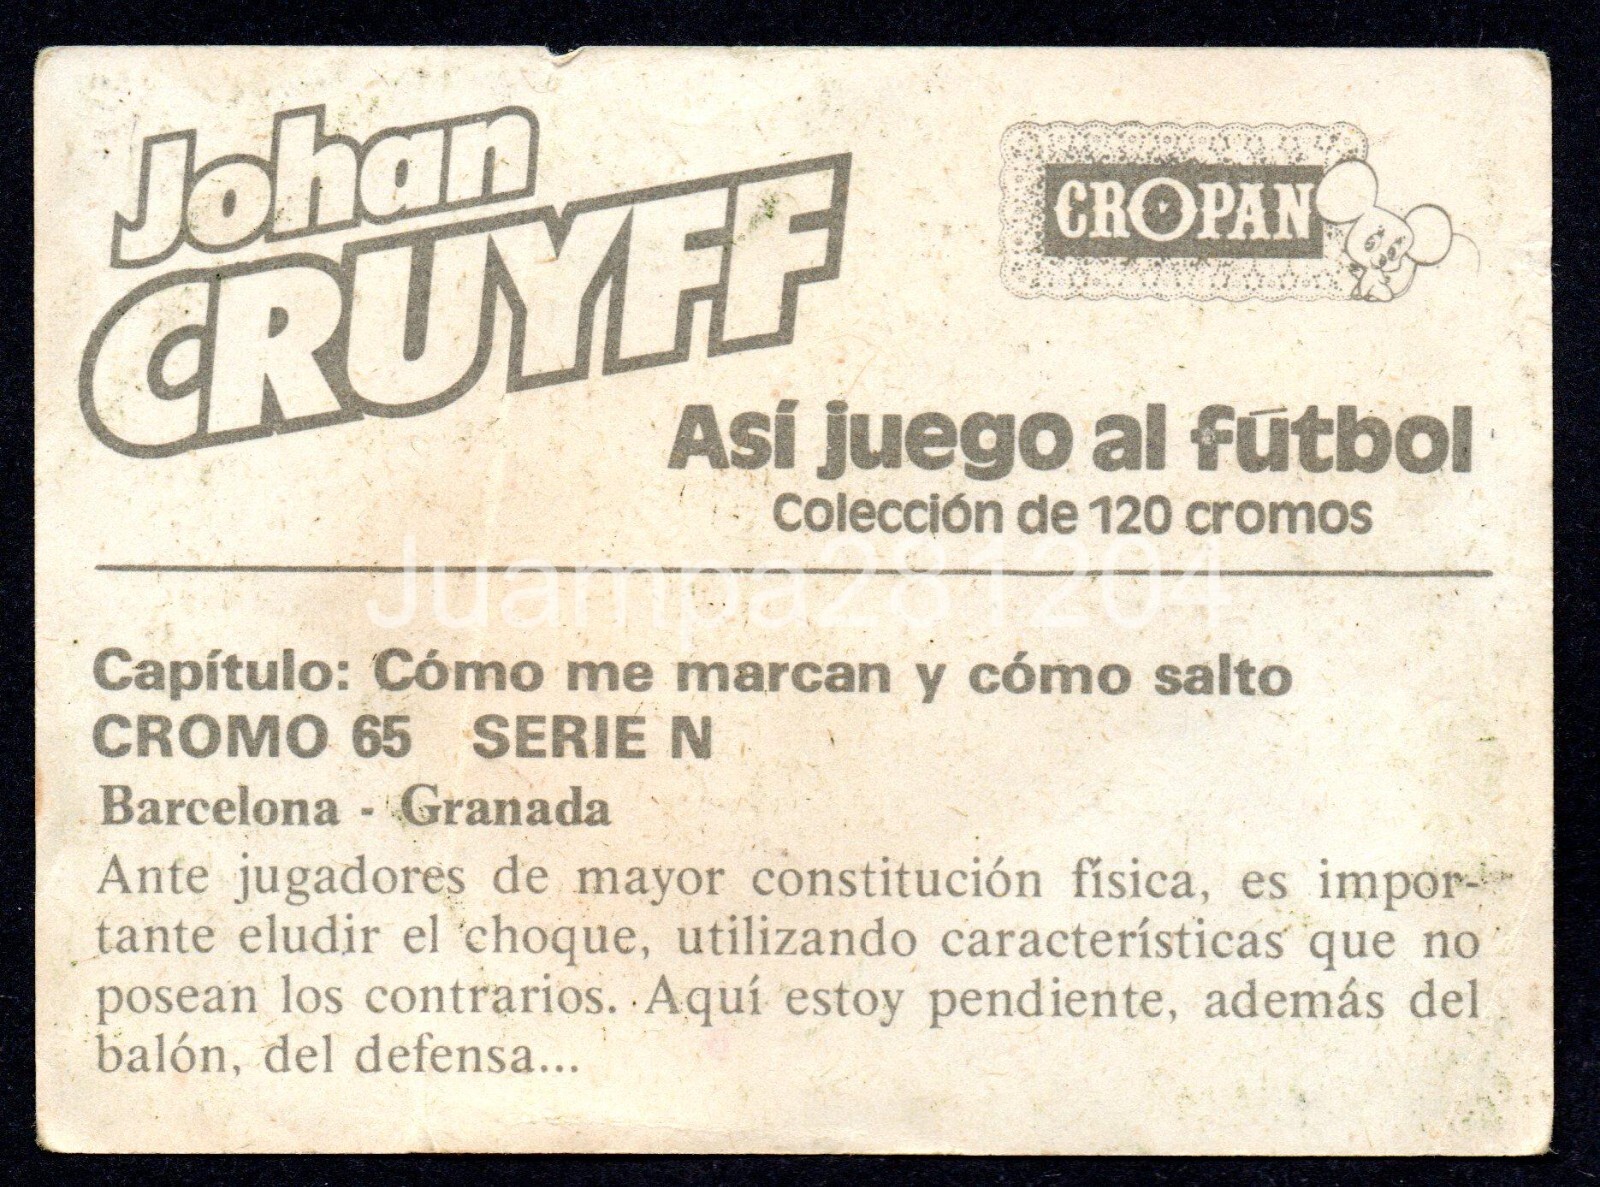 Johan
CRUYFF
CROPAN
Así juego al fútbol
Colección de 120 cromos
Juampa281204
Capítulo: Cómo me marcan y cómo salto
CROMO 65 SERIE N
Barcelona - Granada
Ante jugadores de mayor constitución física, es impor-
tante eludir el choque, utilizando características que no
posean los contrarios. Aquí estoy pendiente, además del
balón, del defensa...